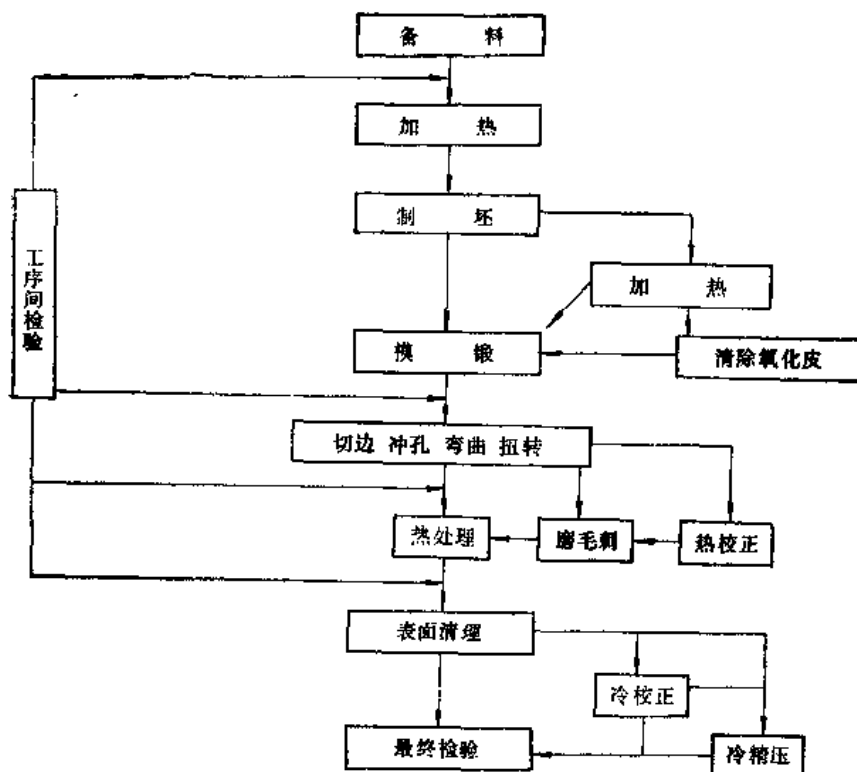 备 料
加 热
制 坯
工序间检验
加 热
模 锻
清除氧化皮
切边 冲孔 弯曲 扭转
热处理
磨毛刺
热校正
表面清理
冷校正
最终检验
冷精压